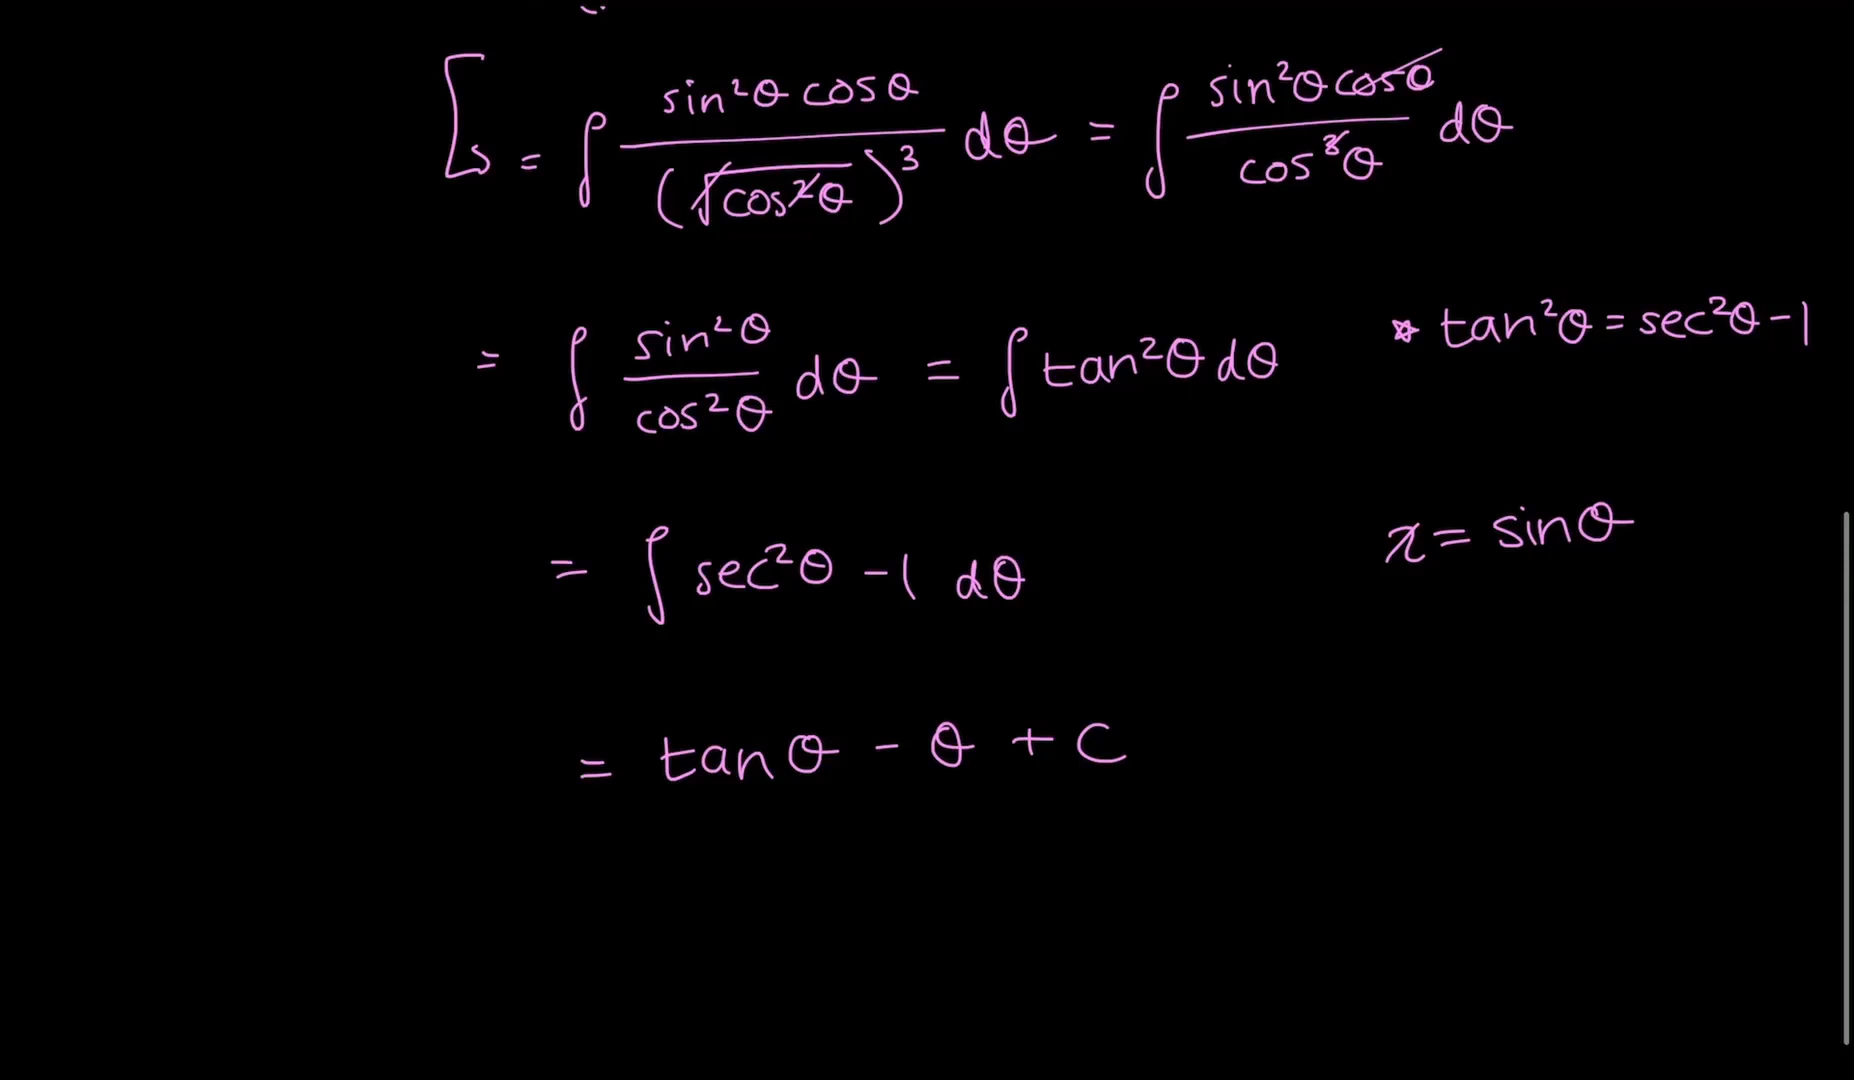 = ∫ sin²θ cosθ / (√cos²θ)³ dθ = ∫ sin²θ cosθ / cos³θ dθ
= ∫ sin²θ / cos²θ dθ = ∫ tan²θ dθ * tan²θ = sec²θ - 1
= ∫ sec²θ - 1 dθ x = sinθ
= tanθ - θ + C